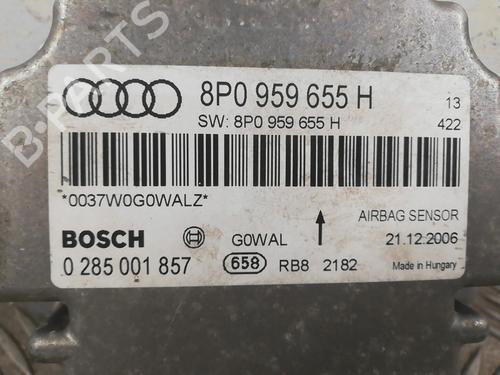 8P0 959 655 H
13
SW: 8P0 959 655 H
422
*0037W0G0WALZ*
AIRBAG SENSOR
BOSCH
G0WAL
21.12.2006
0 285 001 857
658
RB8 2182
Made in Hungary
B-PARTS